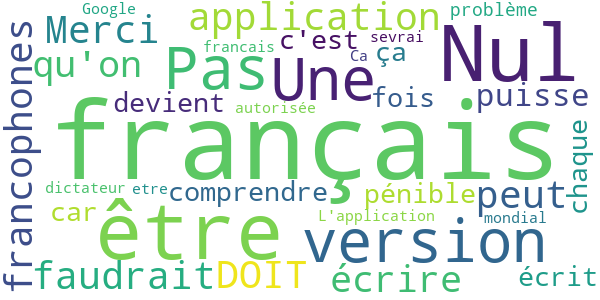 Google
problème
Merci
application
francais
c'est
sevrai
Nul
qu'on
Pas
Ca
ça
Une
francophones
devient
autorisée
fois
puisse
français
chaque
dictateur
etre
comprendre
pénible
peut
car
être
L'application
version
mondial
faudrait
DOIT
écrire
écrit